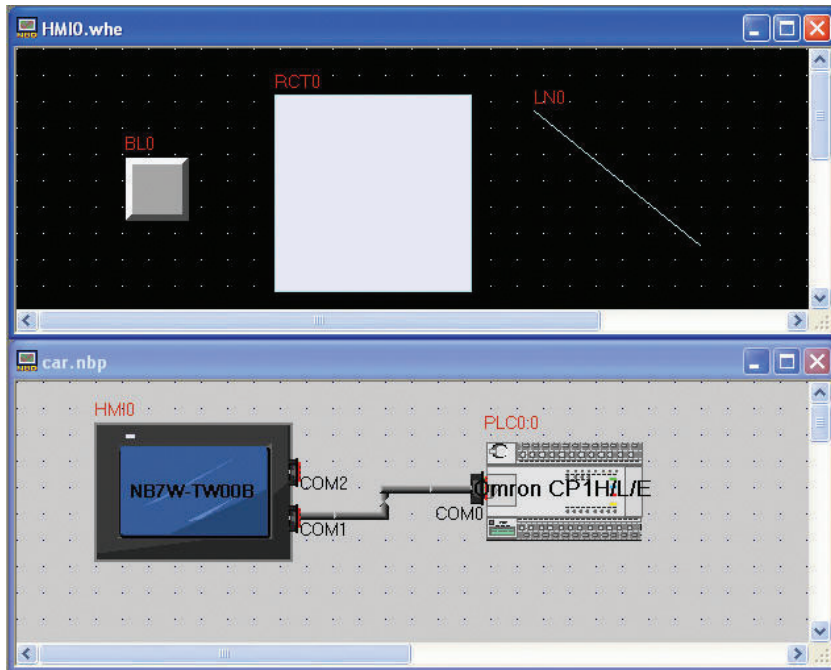 HMI0.whe
RCT0
LN0
BL0
car.nbp
HMI0
PLC0:0
NB7W-TW00B
COM2
Omron CP1H/L/E
COM0
COM1